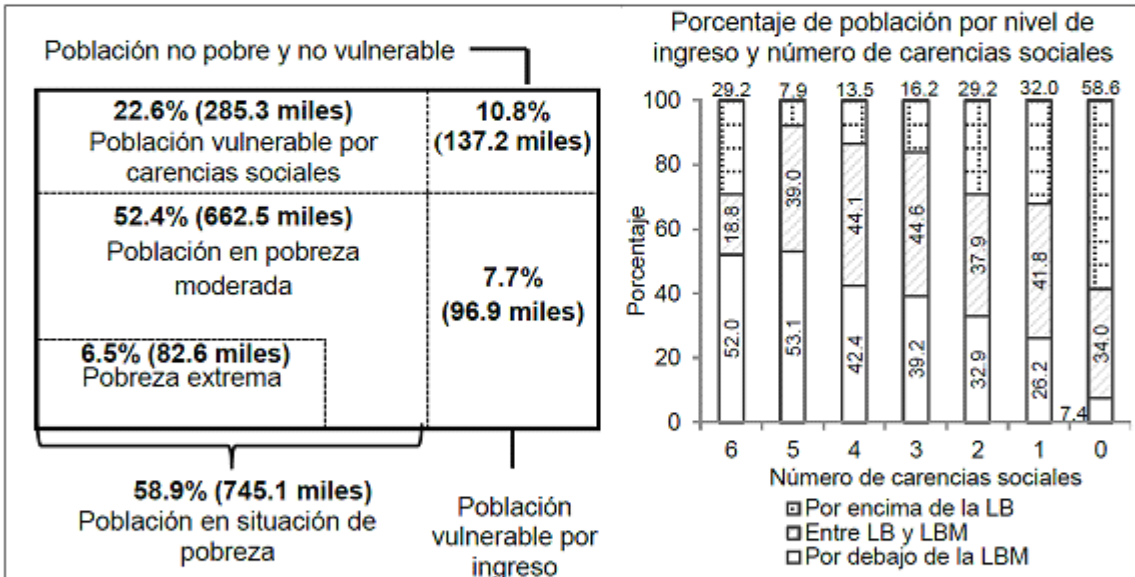 Población no pobre y no vulnerable
22.6% (285.3 miles)
Población vulnerable por
carencias sociales
10.8%
(137.2 miles)
52.4% (662.5 miles)
Población en pobreza
moderada
7.7%
(96.9 miles)
6.5% (82.6 miles)
Pobreza extrema
58.9% (745.1 miles)
Población en situación de
pobreza
Población
vulnerable por
ingreso
Porcentaje de población por nivel de
ingreso y número de carencias sociales
29.2 7.9 13.5 16.2 29.2 32.0 58.6
Porcentaje
100
80
60
40
20
0
18.8 39.0 44.1 44.6 37.9 41.8 34.0
52.0 53.1 42.4 39.2 32.9 26.2 7.4
6 5 4 3 2 1 0
Número de carencias sociales
Por encima de la LB
Entre LB y LBM
Por debajo de la LBM